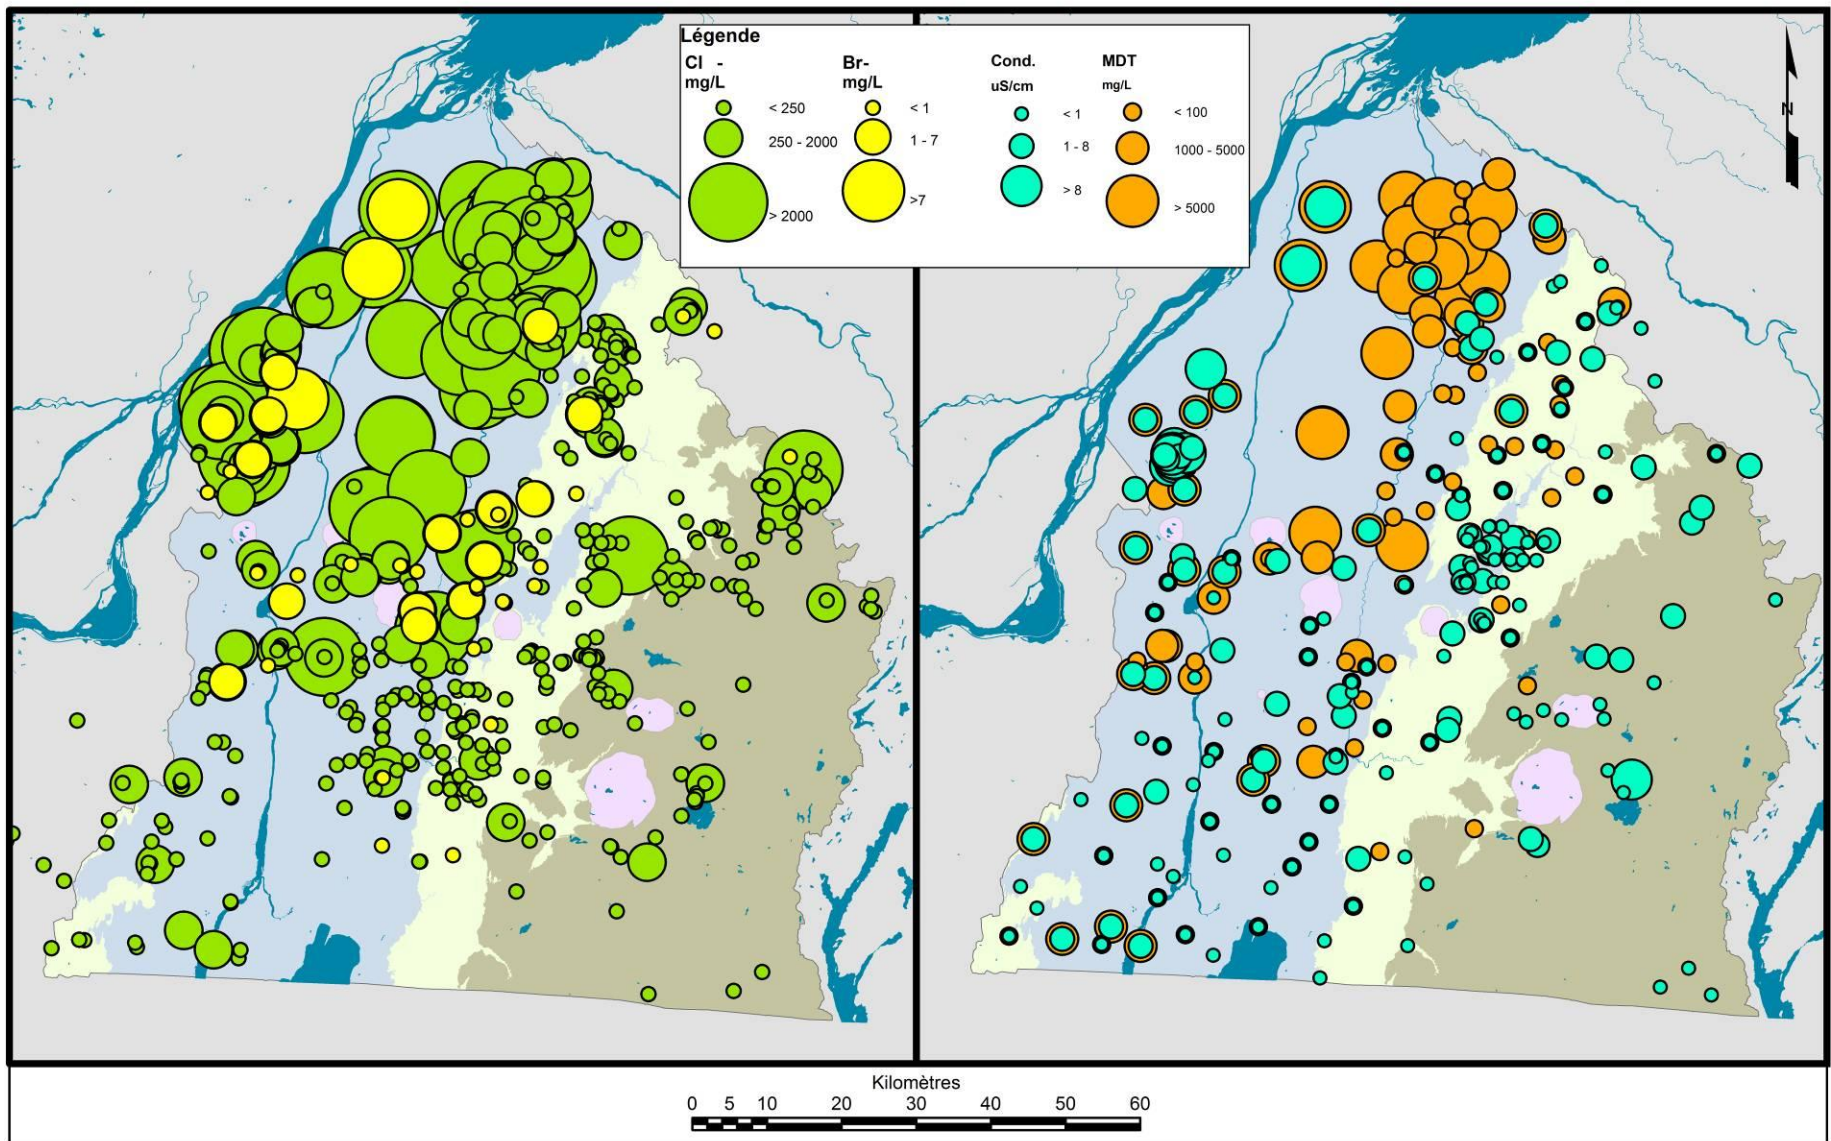 Légende
Cl - Br- Cond. MDT
mg/L mg/L uS/cm mg/L
< 250 < 1 < 1 < 100
250 - 2000 1 - 7 1 - 8 1000 - 5000
> 2000 >7 > 8 > 5000
N
Kilomètres
0 5 10 20 30 40 50 60